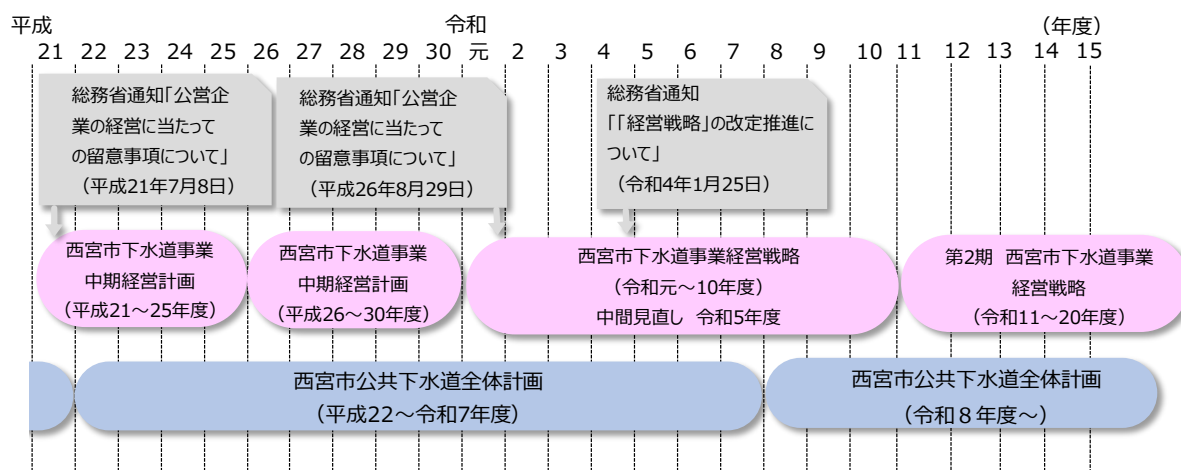 平成
令和
（年度）
21 22 23 24 25 26 27 28 29 30 元 2 3 4 5 6 7 8 9 10 11 12 13 14 15
総務省通知「公営企
業の経営に当たって
の留意事項について」
（平成21年7月8日）
総務省通知「公営企
業の経営に当たって
の留意事項について」
（平成26年8月29日）
総務省通知
「「経営戦略」の改定推進に
ついて」
（令和4年1月25日）
西宮市下水道事業
中期経営計画
（平成21～25年度）
西宮市下水道事業
中期経営計画
（平成26～30年度）
西宮市下水道事業経営戦略
（令和元～10年度）
中間見直し 令和5年度
第2期 西宮市下水道事業
経営戦略
（令和11～20年度）
西宮市公共下水道全体計画
（平成22～令和7年度）
西宮市公共下水道全体計画
（令和８年度～）